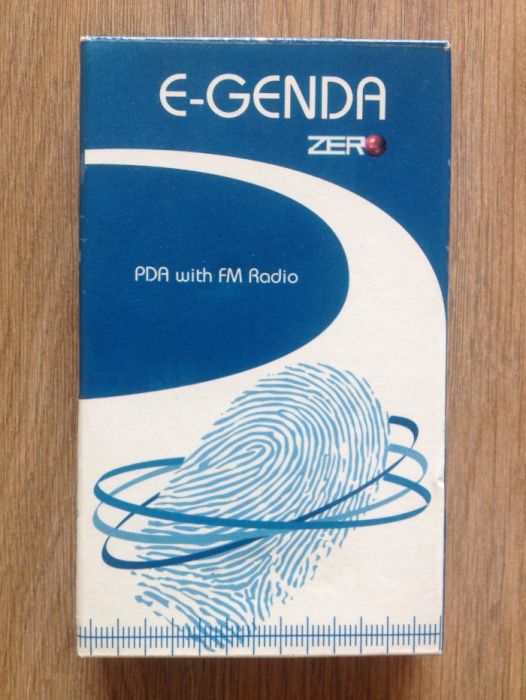 E-GENDA
ZERO
PDA with FM Radio